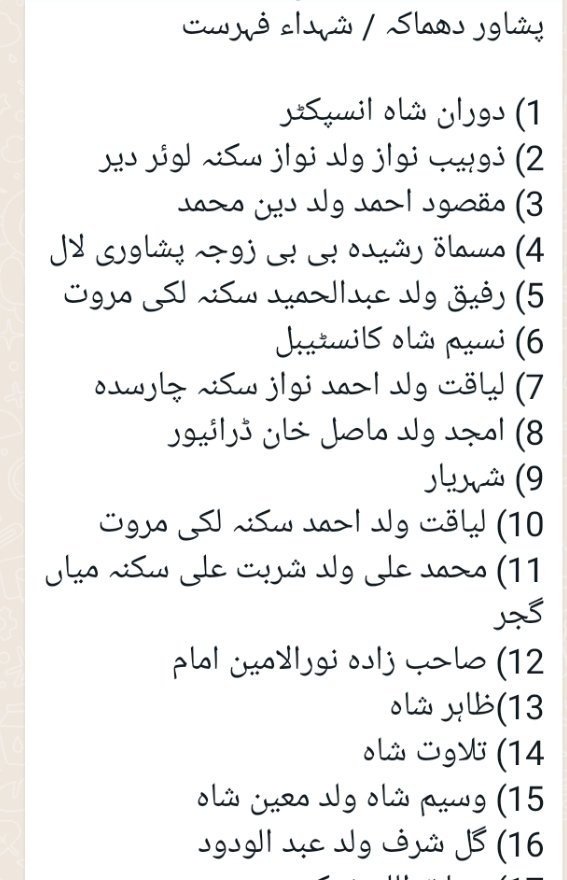 پشاور دھماکہ / شہداء فہرست
1) دوران شاہ انسپکٹر
2) ذوہیب نواز ولد نواز سکنہ لوئر دیر
3) مقصود احمد ولد دین محمد
4) مسماۃ رشیدہ بی بی زوجہ پشاوری لال
5) رفیق ولد عبدالحمید سکنہ لکی مروت
6) نسیم شاہ کانسٹیبل
7) لیاقت ولد احمد نواز سکنہ چارسدہ
8) امجد ولد ماصل خان ڈرائیور
9) شہریار
10) لیاقت ولد احمد سکنہ لکی مروت
11) محمد علی ولد شربت علی سکنہ میاں
گجر
12) صاحب زادہ نورالامین امام
13)ظاہر شاہ
14) تلاوت شاہ
15) وسیم شاہ ولد معین شاہ
16) گل شرف ولد عبد الودود